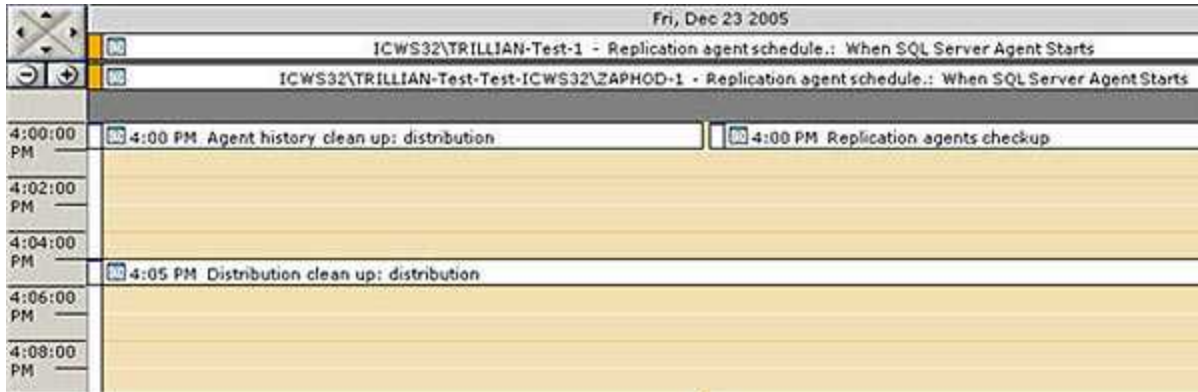 Fri, Dec 23 2005
ICWS32\TRILLIAN-Test-1 - Replication agent schedule.: When SQL Server Agent Starts
ICWS32\TRILLIAN-Test-Test-ICWS32\ZAPHOD-1 - Replication agent schedule.: When SQL Server Agent Starts
4:00:00 PM
4:00 PM Agent history clean up: distribution
4:00 PM Replication agents checkup
4:02:00 PM
4:04:00 PM
4:05 PM Distribution clean up: distribution
4:06:00 PM
4:08:00 PM